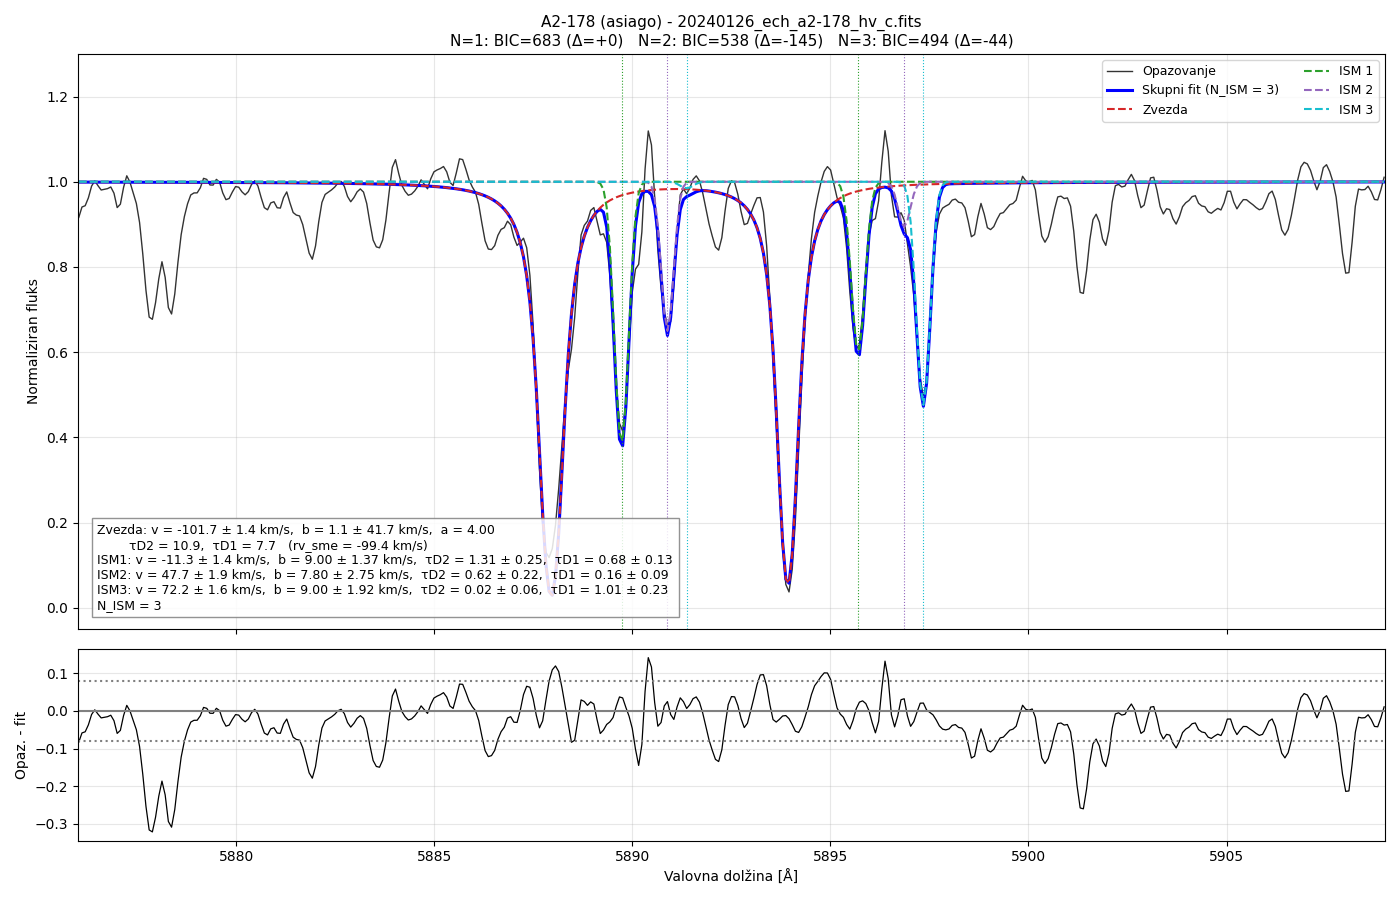 A2-178 (asiago) - 20240126_ech_a2-178_hv_c.fits
N=1: BIC=683 (Δ=+0)   N=2: BIC=538 (Δ=-145)   N=3: BIC=494 (Δ=-44)
Opazovanje
Skupni fit (N_ISM = 3)
Zvezda
ISM 1
ISM 2
ISM 3
Normaliziran fluks
1.2
1.0
0.8
0.6
0.4
0.2
0.0
Zvezda: v = -101.7 ± 1.4 km/s,  b = 1.1 ± 41.7 km/s,  a = 4.00
τD2 = 10.9,  τD1 = 7.7   (rv_sme = -99.4 km/s)
ISM1: v = -11.3 ± 1.4 km/s,  b = 9.00 ± 1.37 km/s,  τD2 = 1.31 ± 0.25,  τD1 = 0.68 ± 0.13
ISM2: v = 47.7 ± 1.9 km/s,  b = 7.80 ± 2.75 km/s,  τD2 = 0.62 ± 0.22,  τD1 = 0.16 ± 0.09
ISM3: v = 72.2 ± 1.6 km/s,  b = 9.00 ± 1.92 km/s,  τD2 = 0.02 ± 0.06,  τD1 = 1.01 ± 0.23
N_ISM = 3
Opaz. - fit
0.1
0.0
−0.1
−0.2
−0.3
5880 5885 5890 5895 5900 5905
Valovna dolžina [Å]